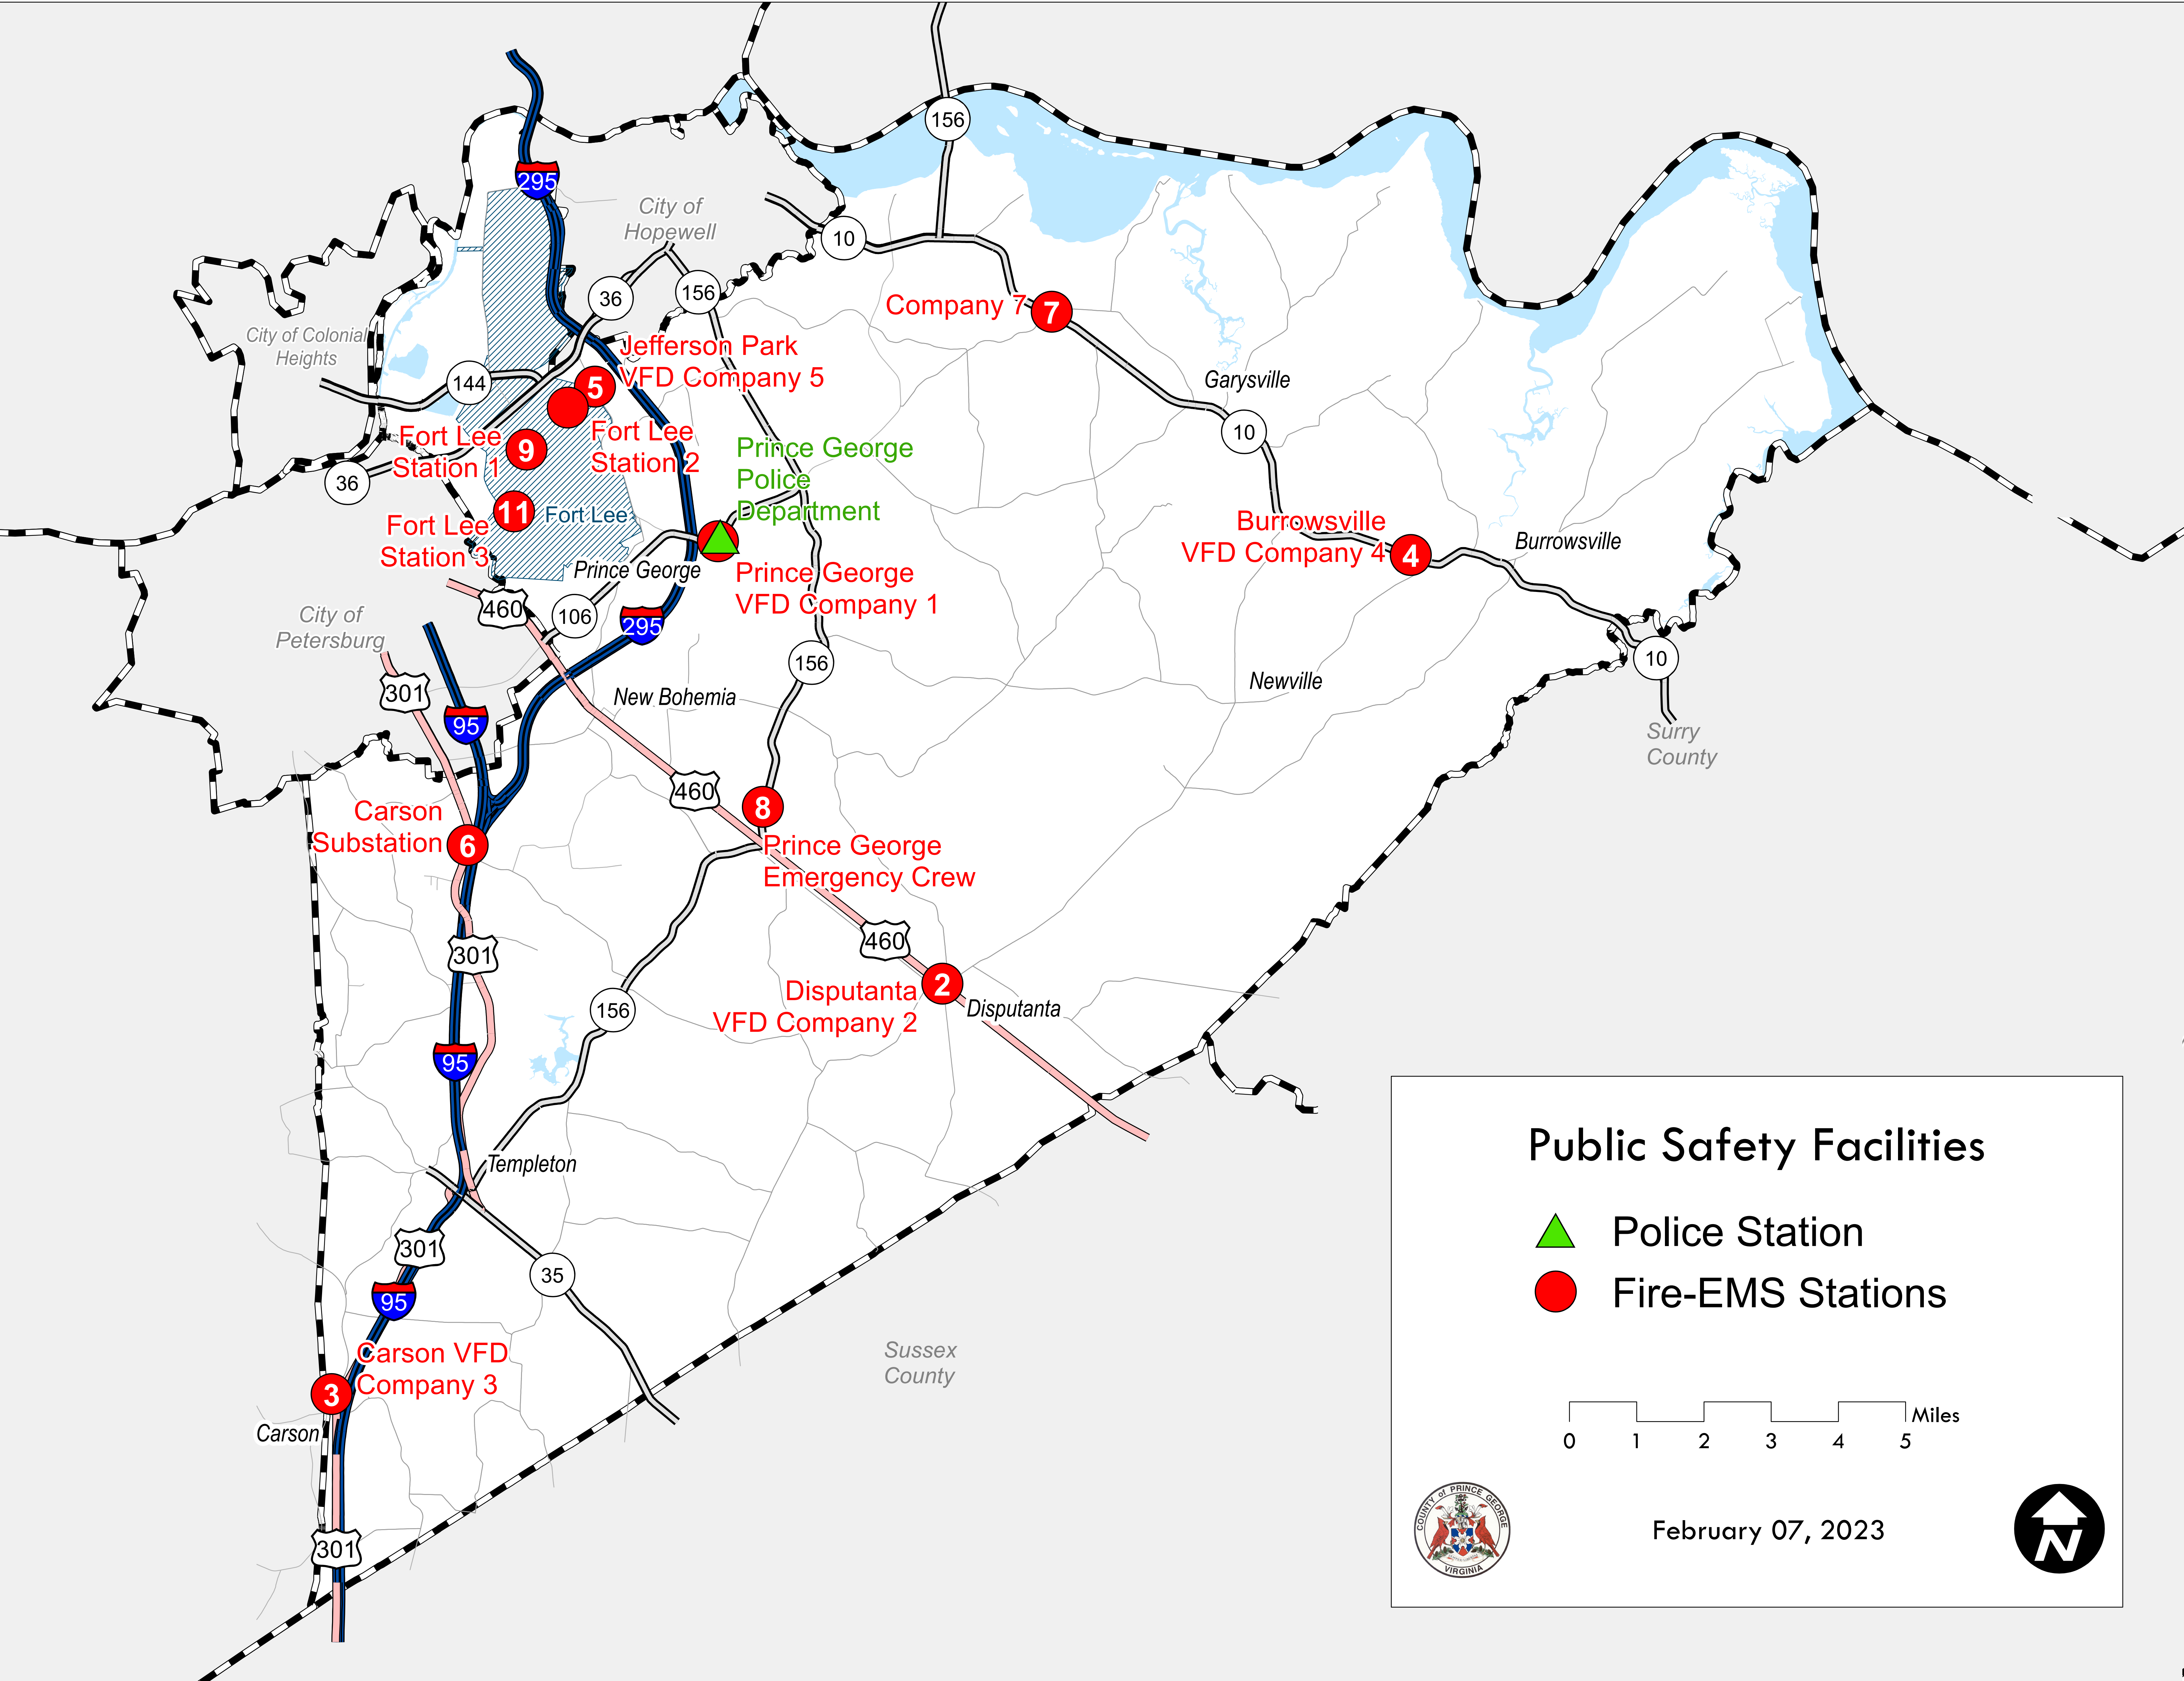 156
295
City of
Hopewell
10
36
156
Company 7
7
City of Colonial
Heights
Jefferson Park
VFD Company 5
5
144
Garysville
10
Fort Lee
Station 1
9
Fort Lee
Station 2
Prince George
Police
Department
36
11
Fort Lee
Fort Lee
Station 3
Burrowsville
VFD Company 4
4
Burrowsville
Prince George
Prince George
VFD Company 1
460
106
295
City of
Petersburg
156
10
301
95
New Bohemia
Newville
Surry
County
460
8
Carson
Substation
6
Prince George
Emergency Crew
460
301
2
Disputanta
VFD Company 2
Disputanta
156
95
Templeton
301
35
95
Carson VFD
Company 3
3
Carson
Sussex
County
301
Public Safety Facilities
Police Station
Fire-EMS Stations
Miles
0 1 2 3 4 5
COUNTY of PRINCE GEORGE
VIRGINIA
February 07, 2023
N